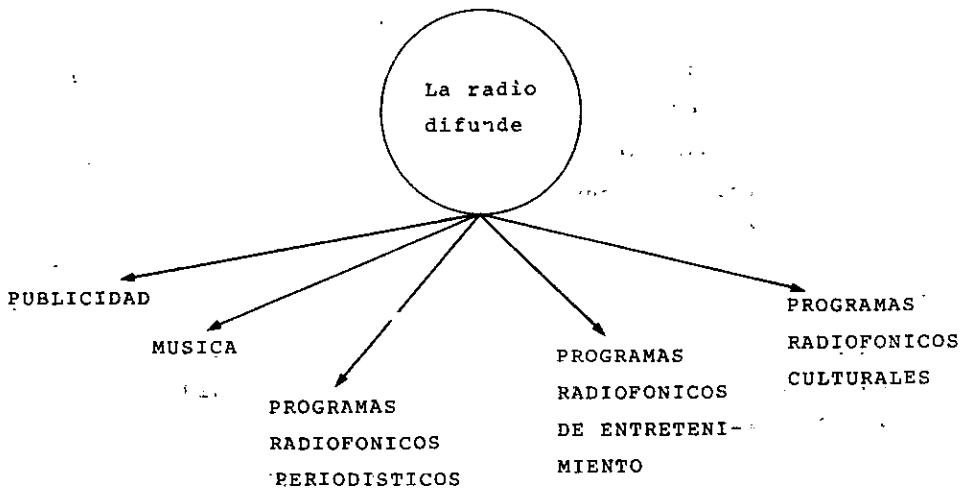 La radio
difunde
PUBLICIDAD
MUSICA
PROGRAMAS
RADIOFONICOS
PERIODISTICOS
PROGRAMAS
RADIOFONICOS
DE ENTRETENI-
MIENTO
PROGRAMAS
RADIOFONICOS
CULTURALES